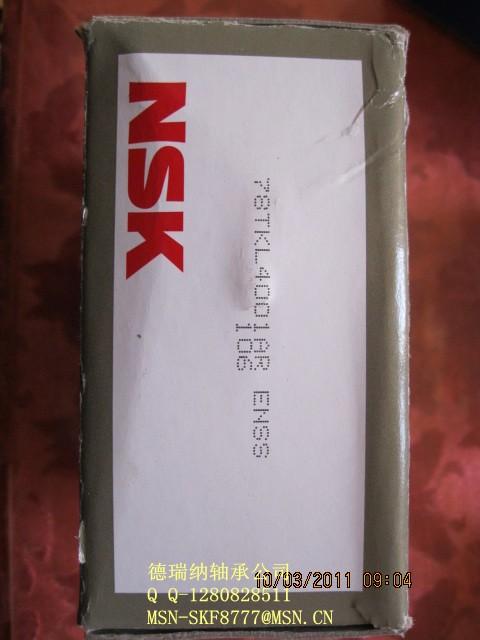 NSK
78TKL4001AR ENSS
106
德瑞纳轴承公司
10/03/2011 09:04
Q Q-1280828511
MSN-SKF8777@MSN.CN